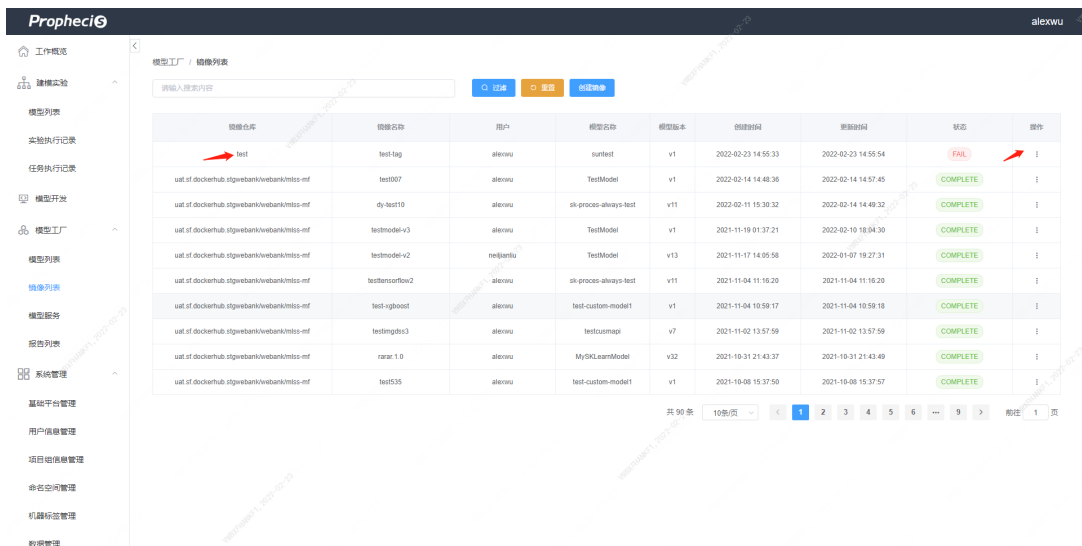 PropheciS
alexwu
工作概览
建模实验
模型列表
实验执行记录
任务执行记录
模型开发
模型工厂
模型列表
镜像列表
模型服务
报告列表
系统管理
基础平台管理
用户信息管理
项目组信息管理
命名空间管理
机器标签管理
数据管理
模型工厂 / 镜像列表
请输入搜索内容
过滤 重置 创建镜像
镜像仓库 镜像名称 用户 模型名称 模型版本 创建时间 更新时间 状态 操作
test test-tag alexwu suntest v1 2022-02-23 14:55:33 2022-02-23 14:55:54 FAIL
uat.sf.dockerhub.stgwebank/webank/mlss-mf test007 alexwu TestModel v1 2022-02-14 14:48:36 2022-02-14 14:57:45 COMPLETE
uat.sf.dockerhub.stgwebank/webank/mlss-mf dy-test10 alexwu sk-proces-always-test v11 2022-02-11 15:30:32 2022-02-14 14:49:32 COMPLETE
uat.sf.dockerhub.stgwebank/webank/mlss-mf testmodel-v3 alexwu TestModel v1 2021-11-19 01:37:21 2022-02-10 18:04:30 COMPLETE
uat.sf.dockerhub.stgwebank/webank/mlss-mf testmodel-v2 neiljianliu TestModel v13 2021-11-17 14:05:58 2022-01-07 19:27:31 COMPLETE
uat.sf.dockerhub.stgwebank/webank/mlss-mf testtensorflow2 alexwu sk-proces-always-test v11 2021-11-04 11:16:20 2021-11-04 11:16:20 COMPLETE
uat.sf.dockerhub.stgwebank/webank/mlss-mf test-xgboost alexwu test-custom-model1 v1 2021-11-04 10:59:17 2021-11-04 10:59:18 COMPLETE
uat.sf.dockerhub.stgwebank/webank/mlss-mf testimgdss3 alexwu testcusmapi v7 2021-11-02 13:57:59 2021-11-02 13:57:59 COMPLETE
uat.sf.dockerhub.stgwebank/webank/mlss-mf rarar.1.0 alexwu MySKLearnModel v32 2021-10-31 21:43:37 2021-10-31 21:43:49 COMPLETE
uat.sf.dockerhub.stgwebank/webank/mlss-mf test535 alexwu test-custom-model1 v1 2021-10-08 15:37:50 2021-10-08 15:37:57 COMPLETE
共 90 条 10条/页 < 1 2 3 4 5 6 ••• 9 > 前往 1 页